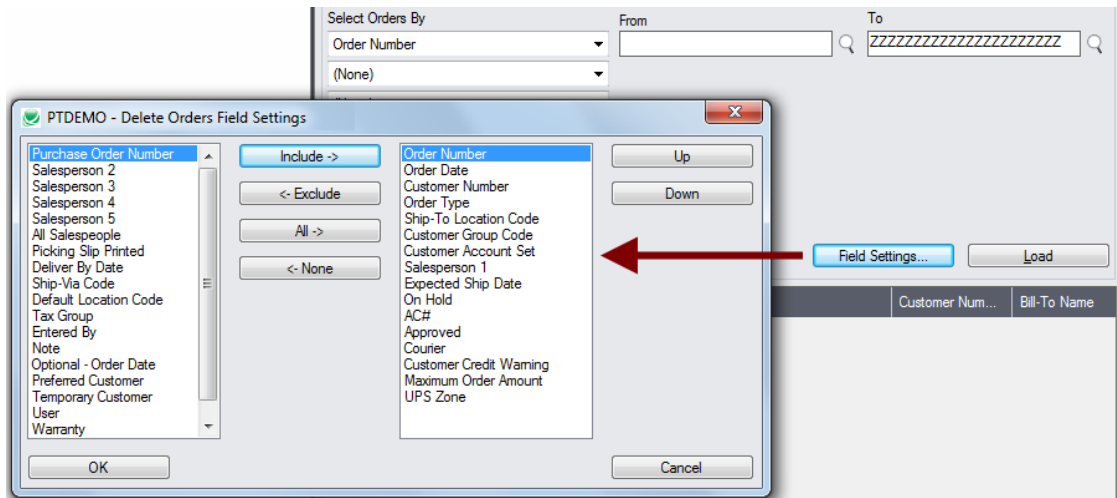 Select Orders By
From
To
Order Number
ZZZZZZZZZZZZZZZZZZZZZZ
(None)
PTDEMO - Delete Orders Field Settings
Purchase Order Number
Salesperson 2
Salesperson 3
Salesperson 4
Salesperson 5
All Salespeople
Picking Slip Printed
Deliver By Date
Ship-Via Code
Default Location Code
Tax Group
Entered By
Note
Optional - Order Date
Preferred Customer
Temporary Customer
User
Warranty
Include ->
<- Exclude
All ->
<- None
Order Number
Order Date
Customer Number
Order Type
Ship-To Location Code
Customer Group Code
Customer Account Set
Salesperson 1
Expected Ship Date
On Hold
AC#
Approved
Courier
Customer Credit Warning
Maximum Order Amount
UPS Zone
Up
Down
OK
Cancel
Field Settings...
Load
Customer Num...
Bill-To Name